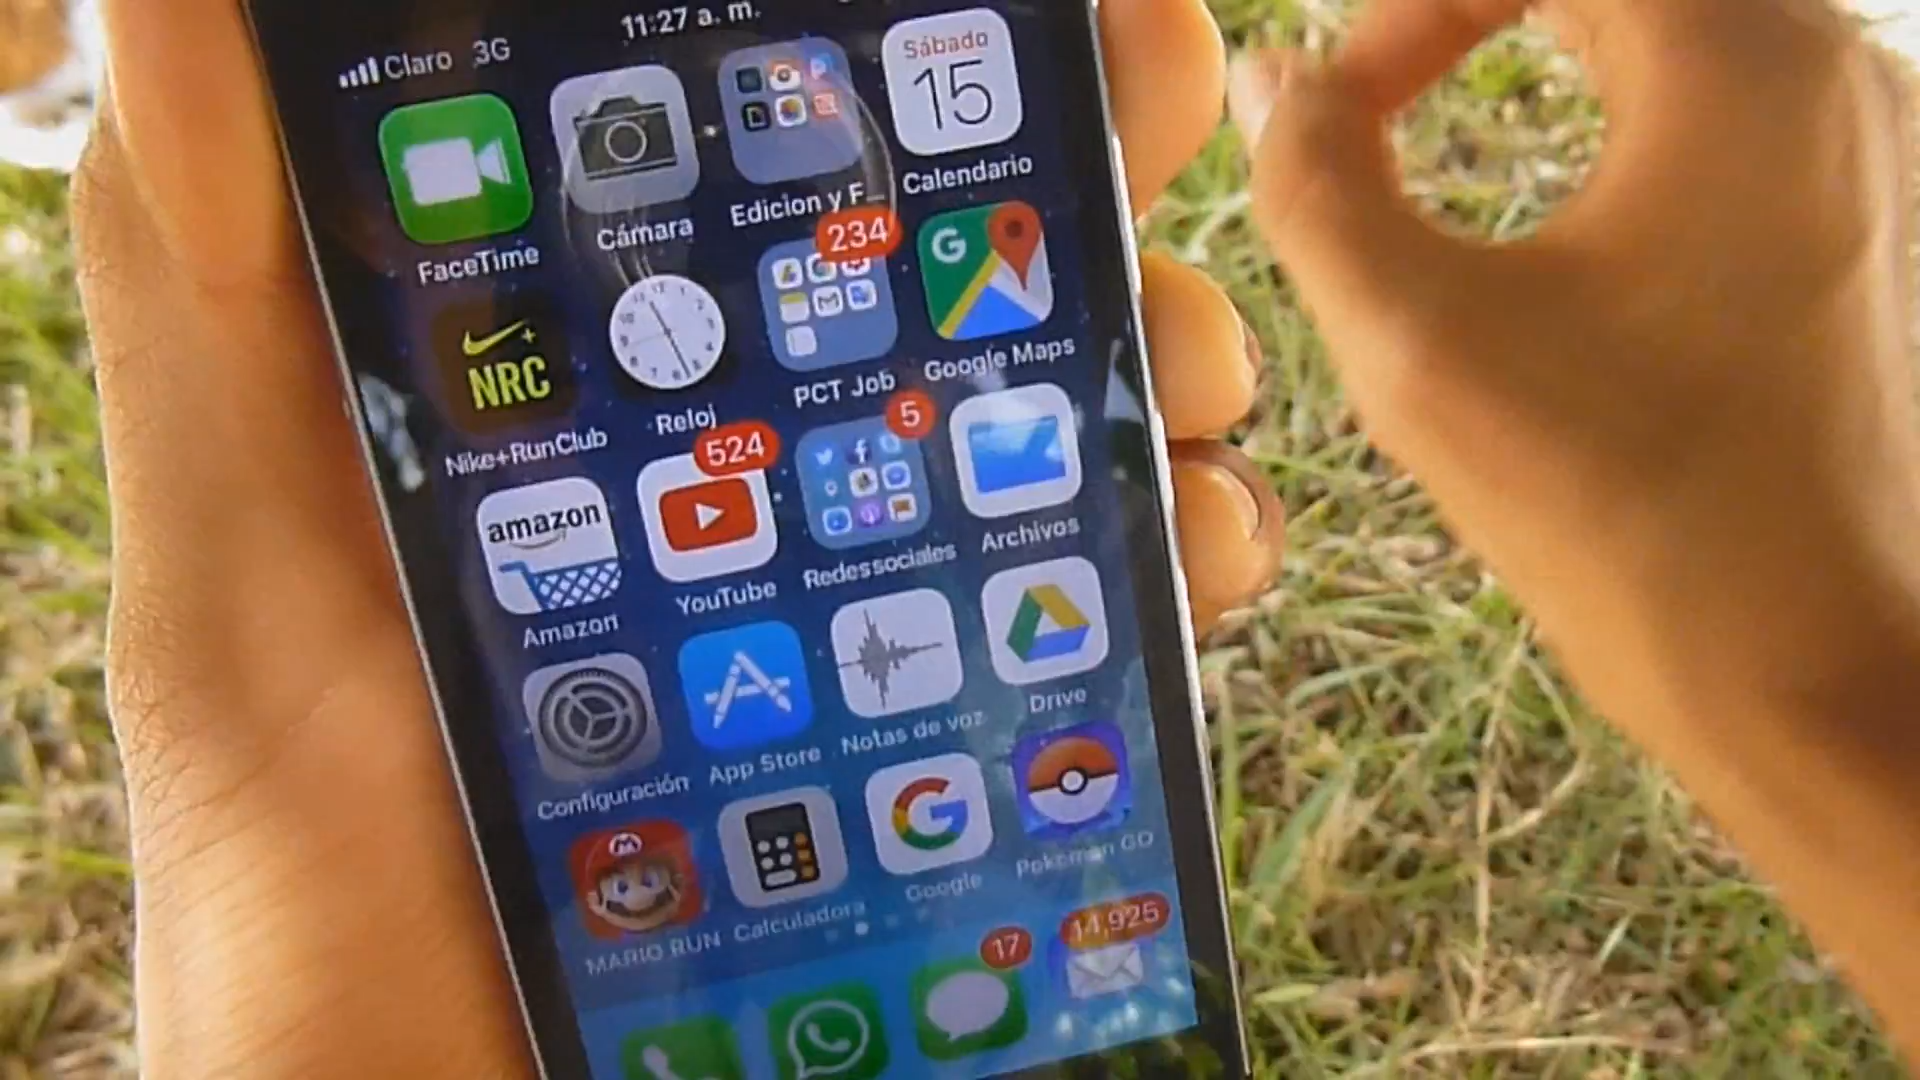 Claro 3G
11:27 a. m.
Sábado
15
FaceTime
Cámara
Edicion y F...
Calendario
234
G
NRC
Nike+RunClub
Reloj
PCT Job
Google Maps
524
5
amazon
Amazon
YouTube
Redessociales
Archivos
Configuración
App Store
Notas de voz
Drive
M
MARIO RUN
Calculadora
Google
Pokémon GO
17
14,925